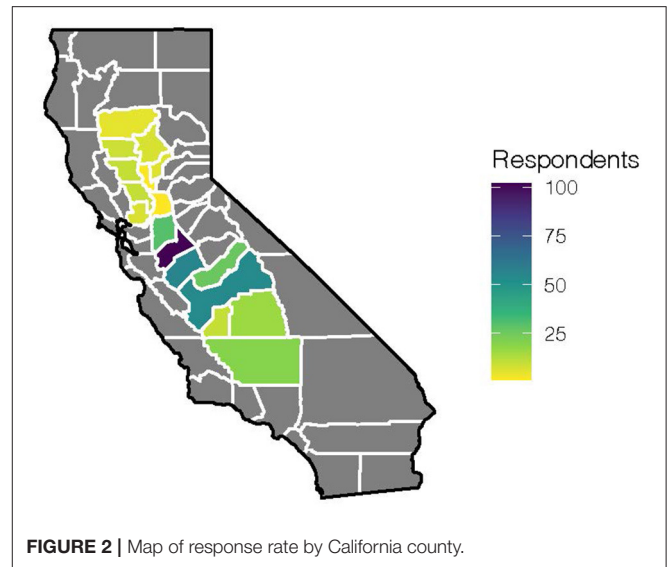 Respondents
100
75
50
25
FIGURE 2 | Map of response rate by California county.